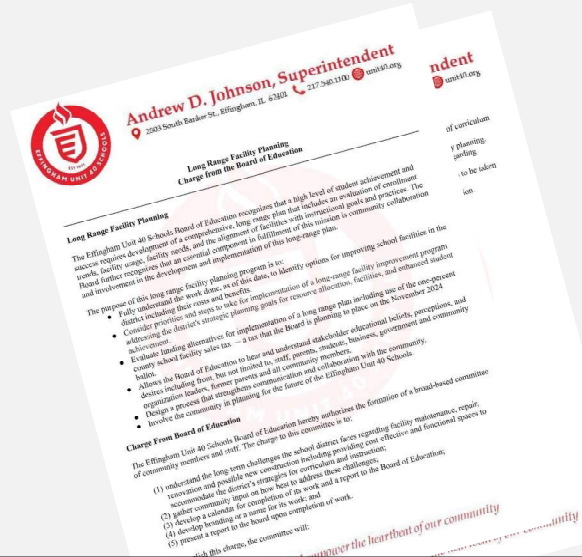 Andrew D. Johnson, Superintendent
2003 South Banker St., Effingham, IL 62401 217.540.1100 unit40.org
EFFINGHAM UNIT 40 SCHOOLS
Long Range Facility Planning
Charge from the Board of Education
Long Range Facility Planning
The Effingham Unit 40 Schools Board of Education recognizes that a high level of student achievement and
success requires development of a comprehensive, long range plan that includes an evaluation of enrollment
trends, facility usage, facility needs, and the alignment of facilities with instructional goals and practices. The
Board further recognizes that an essential component in fulfillment of this mission is community collaboration
and involvement in the development and implementation of this long-range plan.
The purpose of this long range facility planning program is to:
• Fully understand the work done, as of this date, to identify options for improving school facilities in the
district including their costs and benefits.
• Consider priorities and steps to take for implementation of a long-range facility improvement program
addressing the district's strategic planning goals for resource allocation, facilities, and enhanced student
• Evaluate funding alternatives for implementation of a long range plan including use of the one-percent
county school facility sales tax — a tax that the Board is planning to place on the November 2024
ballot.
• Allows the Board of Education to hear and understand stakeholder educational beliefs, perceptions, and
desires including from, but not limited to, staff, parents, students, business, government and community
organization leaders, former parents and all community members.
• Design a process that strengthens communication and collaboration with the community.
• Involve the community in planning for the future of the Effingham Unit 40 Schools.
Charge From Board of Education
The Effingham Unit 40 Schools Board of Education hereby authorizes the formation of a broad-based committee
of community members and staff. The charge to this committee is to:
(1) understand the long-term challenges the school district faces regarding facility maintenance, repair,
renovation and possible new construction including providing cost effective and functional spaces to
accommodate the district's strategies for curriculum and instruction;
(2) gather community input on how best to address these challenges;
(3) develop a calendar for completion of its work and a report to the Board of Education;
(4) develop branding or a name for its work; and
(5) present a report to the board upon completion of work.
this charge, the committee will:
empower the heartbeat of our community
ndent
unit40.org
of curriculum
planning.
to be taken
community